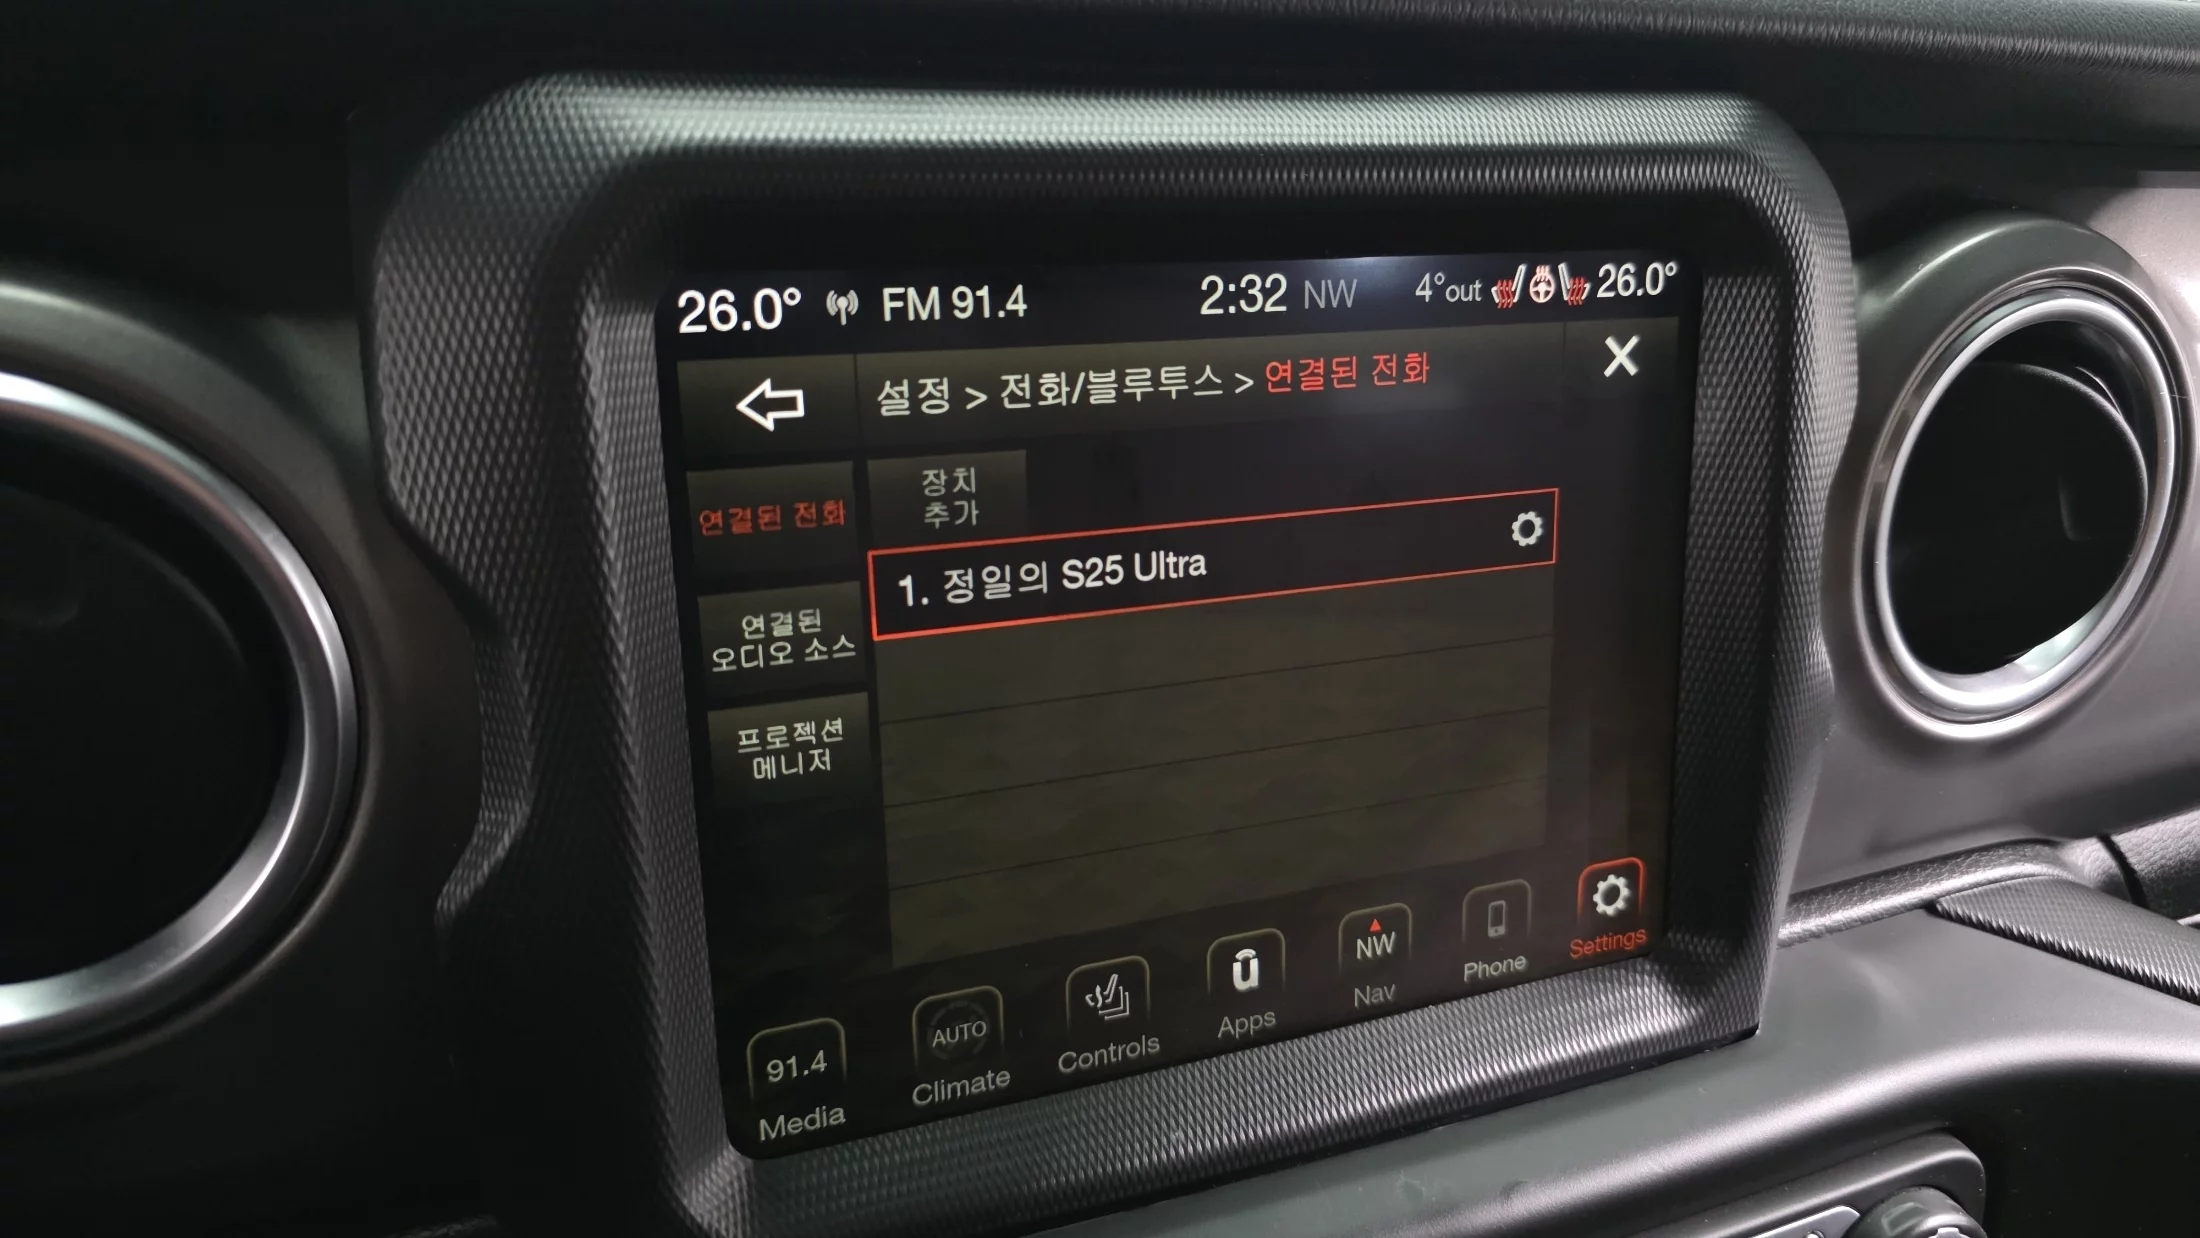 26.0° FM 91.4 2:32 NW 4°out 26.0°
설정 > 전화/블루투스 > 연결된 전화 X
연결된 전화
장치
추가
1. 정일의 S25 Ultra
연결된
오디오 소스
프로젝션
메니저
91.4
Media
AUTO
Climate
Controls
Apps
NW
Nav
Phone
Settings